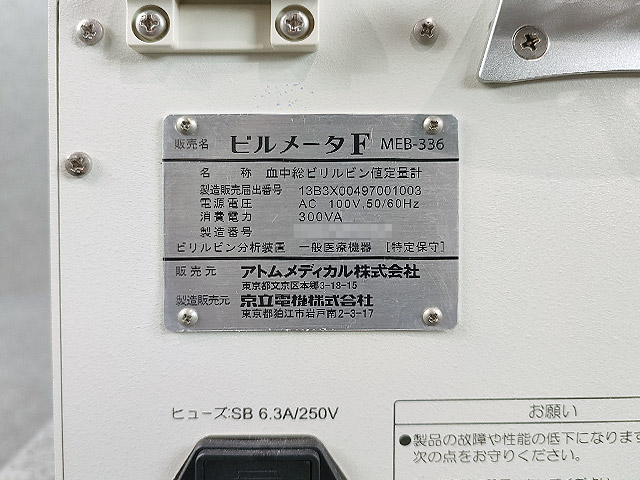 販売名 ビルメータF MEB-336
名 称 血中総ビリルビン値定量計
製造販売届出番号 13B3X00497001003
電源電圧 AC 100V,50/60Hz
消費電力 300VA
製造番号
ビリルビン分析装置 一般医療機器 [特定保守]
販売元 アトムメディカル株式会社
東京都文京区本郷3-18-15
製造販売元 京立電機株式会社
東京都狛江市岩戸南2-3-17
ヒューズ:SB 6.3A/250V
お願い
●製品の故障や性能の低下になります
次の点をお守りください。